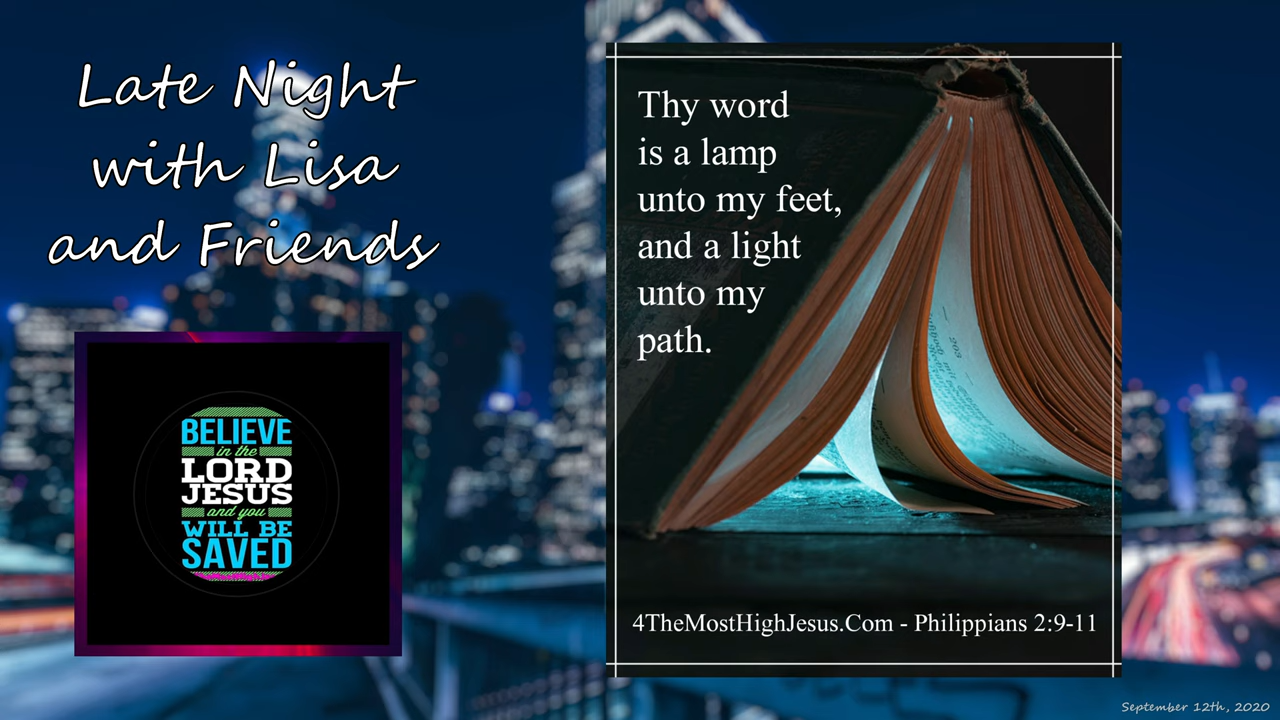 Late Night
with Lisa
and Friends
BELIEVE
in the
LORD
JESUS
and you
WILL BE
SAVED
Thy word
is a lamp
unto my feet,
and a light
unto my
path.
4TheMostHighJesus.Com - Philippians 2:9-11
September 12th, 2020